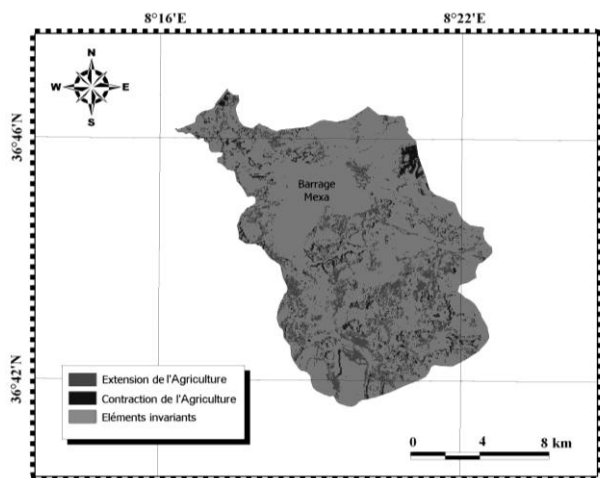 8°16'E 8°22'E
N
W E
S
36°46'N
Barrage
Mexa
36°42'N
Extension de l'Agriculture
Contraction de l'Agriculture
Eléments invariants
0 4 8 km